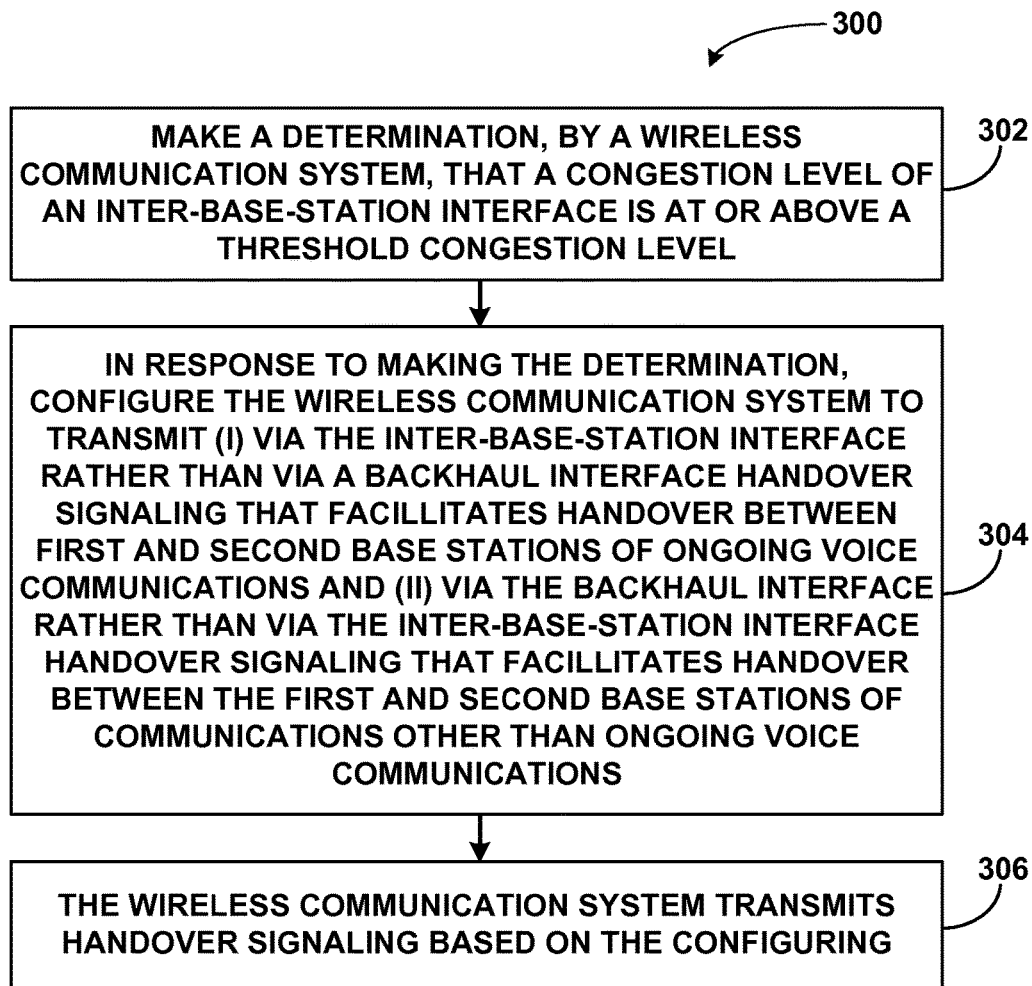 300
MAKE A DETERMINATION, BY A WIRELESS
COMMUNICATION SYSTEM, THAT A CONGESTION LEVEL OF
AN INTER-BASE-STATION INTERFACE IS AT OR ABOVE A
THRESHOLD CONGESTION LEVEL
302
IN RESPONSE TO MAKING THE DETERMINATION,
CONFIGURE THE WIRELESS COMMUNICATION SYSTEM TO
TRANSMIT (I) VIA THE INTER-BASE-STATION INTERFACE
RATHER THAN VIA A BACKHAUL INTERFACE HANDOVER
SIGNALING THAT FACILLITATES HANDOVER BETWEEN
FIRST AND SECOND BASE STATIONS OF ONGOING VOICE
COMMUNICATIONS AND (II) VIA THE BACKHAUL INTERFACE
RATHER THAN VIA THE INTER-BASE-STATION INTERFACE
HANDOVER SIGNALING THAT FACILLITATES HANDOVER
BETWEEN THE FIRST AND SECOND BASE STATIONS OF
COMMUNICATIONS OTHER THAN ONGOING VOICE
COMMUNICATIONS
304
THE WIRELESS COMMUNICATION SYSTEM TRANSMITS
HANDOVER SIGNALING BASED ON THE CONFIGURING
306